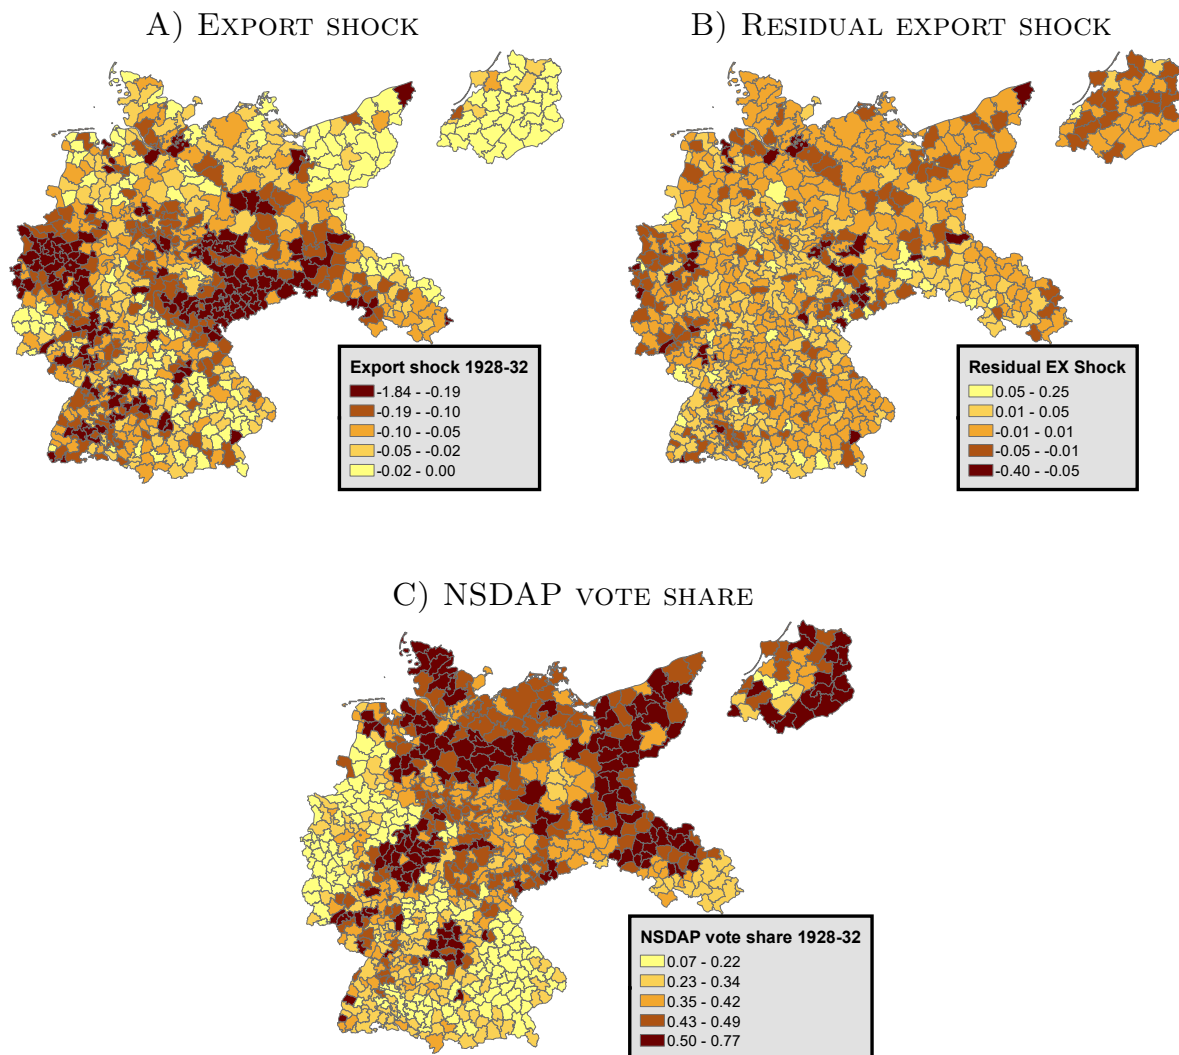 A) Export shock
B) Residual export shock
Export shock 1928-32
-1.84 - -0.19
-0.19 - -0.10
-0.10 - -0.05
-0.05 - -0.02
-0.02 - 0.00
Residual EX Shock
0.05 - 0.25
0.01 - 0.05
-0.01 - 0.01
-0.05 - -0.01
-0.40 - -0.05
C) NSDAP vote share
NSDAP vote share 1928-32
0.07 - 0.22
0.23 - 0.34
0.35 - 0.42
0.43 - 0.49
0.50 - 0.77